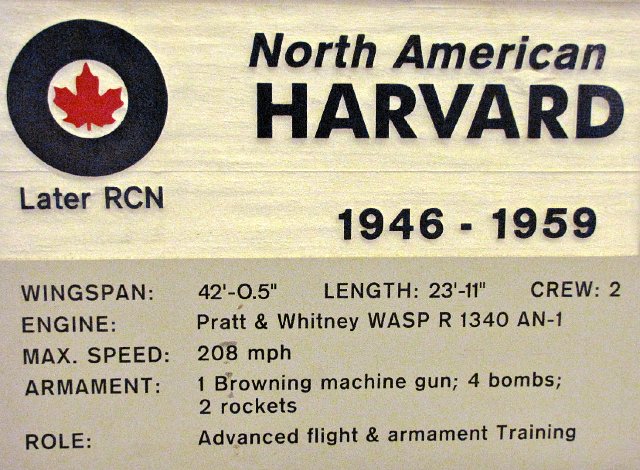 North American
HARVARD
Later RCN
1946 - 1959
WINGSPAN: 42'-0.5" LENGTH: 23'-11" CREW: 2
ENGINE: Pratt & Whitney WASP R 1340 AN-1
MAX. SPEED: 208 mph
ARMAMENT: 1 Browning machine gun; 4 bombs;
2 rockets
ROLE: Advanced flight & armament Training